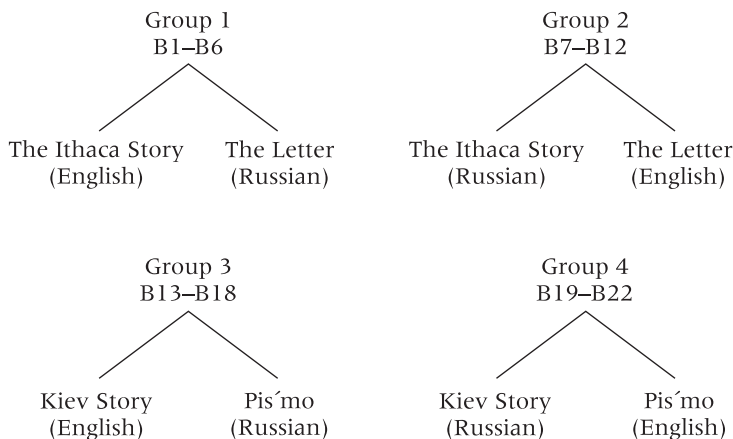 Group 1
B1–B6
The Ithaca Story
(English)
The Letter
(Russian)
Group 2
B7–B12
The Ithaca Story
(Russian)
The Letter
(English)
Group 3
B13–B18
Kiev Story
(English)
Pis´mo
(Russian)
Group 4
B19–B22
Kiev Story
(Russian)
Pis´mo
(English)